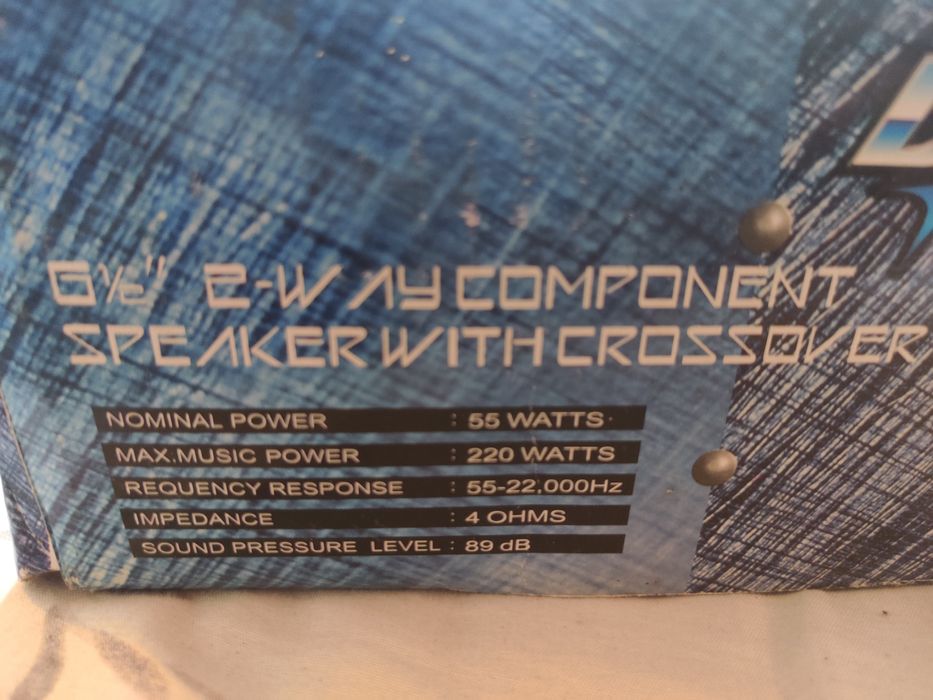 6½" 2-WAY COMPONENT
SPEAKER WITH CROSSOVER
NOMINAL POWER : 55 WATTS
MAX.MUSIC POWER : 220 WATTS
REQUENCY RESPONSE : 55-22,000Hz
IMPEDANCE : 4 OHMS
SOUND PRESSURE LEVEL : 89 dB